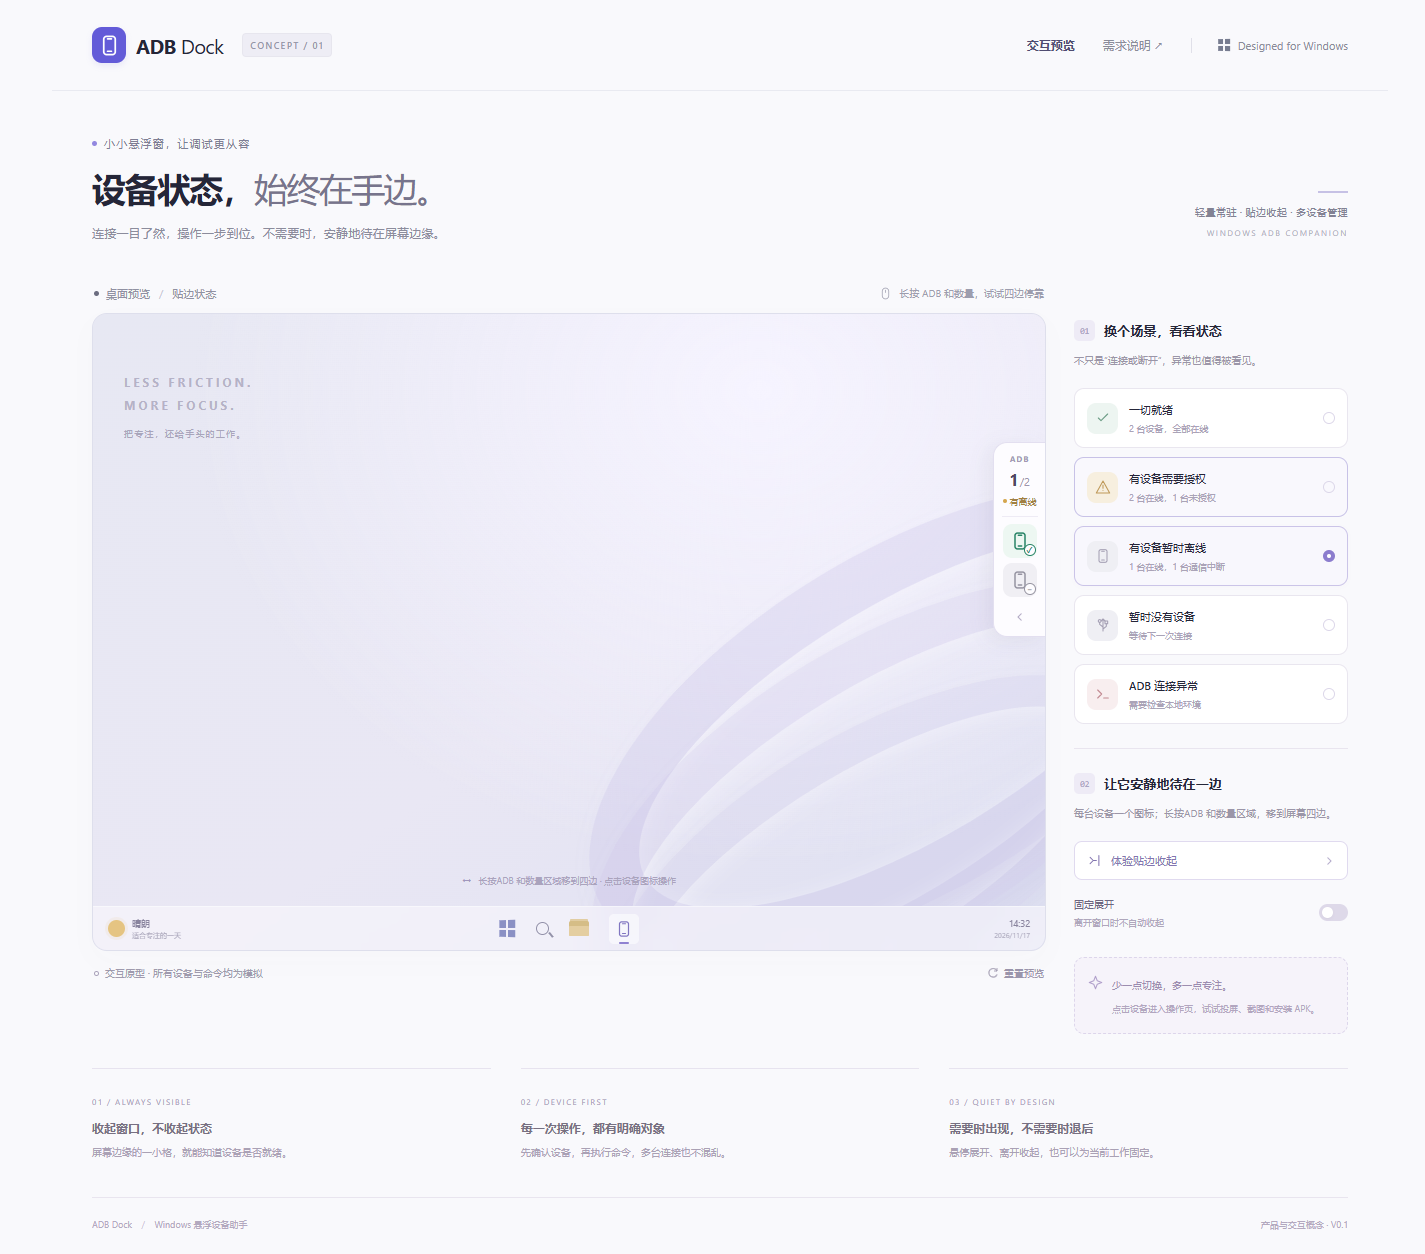 ADB Dock
CONCEPT / 01
交互预览
需求说明 ↗
Designed for Windows
小小悬浮窗，让调试更从容
设备状态，始终在手边。
连接一目了然，操作一步到位。不需要时，安静地待在屏幕边缘。
轻量常驻 · 贴边收起 · 多设备管理
WINDOWS ADB COMPANION
桌面预览 / 贴边状态
长按 ADB 和数量，试试四边停靠
LESS FRICTION.
MORE FOCUS.
把专注，还给手头的工作。
ADB
1/2
有离线
长按ADB 和数量区域移到四边 · 点击设备图标操作
晴朗
适合专注的一天
14:32
2026/11/17
交互原型 · 所有设备与命令均为模拟
重置预览
01 换个场景，看看状态
不只是“连接或断开”，异常也值得被看见。
一切就绪
2 台设备，全部在线
有设备需要授权
2 台在线，1 台未授权
有设备暂时离线
1 台在线，1 台通信中断
暂时没有设备
等待下一次连接
ADB 连接异常
需要检查本地环境
02 让它安静地待在一边
每台设备一个图标；长按ADB 和数量区域，移到屏幕四边。
体验贴边收起
固定展开
离开窗口时不自动收起
少一点切换，多一点专注。
点击设备进入操作页，试试投屏、截图和安装 APK。
01 / ALWAYS VISIBLE
收起窗口，不收起状态
屏幕边缘的一小格，就能知道设备是否就绪。
02 / DEVICE FIRST
每一次操作，都有明确对象
先确认设备，再执行命令，多台连接也不混乱。
03 / QUIET BY DESIGN
需要时出现，不需要时退后
悬停展开、离开收起，也可以为当前工作固定。
ADB Dock / Windows 悬浮设备助手
产品与交互概念 · V0.1